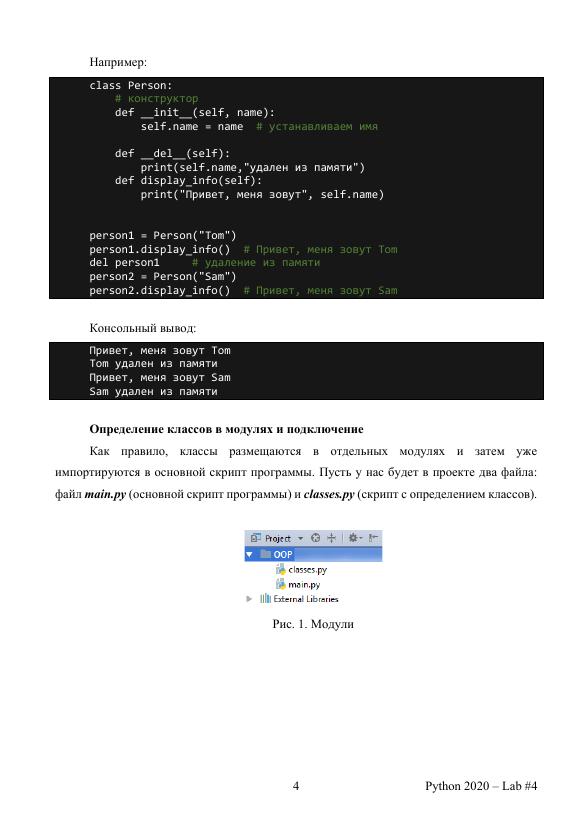 Например:
class Person:
    # конструктор
    def __init__(self, name):
        self.name = name  # устанавливаем имя
    def __del__(self):
        print(self.name,"удален из памяти")
    def display_info(self):
        print("Привет, меня зовут", self.name)
person1 = Person("Tom")
person1.display_info()  # Привет, меня зовут Tom
del person1     # удаление из памяти
person2 = Person("Sam")
person2.display_info()  # Привет, меня зовут Sam
Консольный вывод:
Привет, меня зовут Tom
Tom удален из памяти
Привет, меня зовут Sam
Sam удален из памяти
Определение классов в модулях и подключение
Как правило, классы размещаются в отдельных модулях и затем уже
импортируются в основной скрипт программы. Пусть у нас будет в проекте два файла:
файл main.py (основной скрипт программы) и classes.py (скрипт с определением классов).
Project
OOP
classes.py
main.py
External Libraries
Рис. 1. Модули
4 Python 2020 – Lab #4